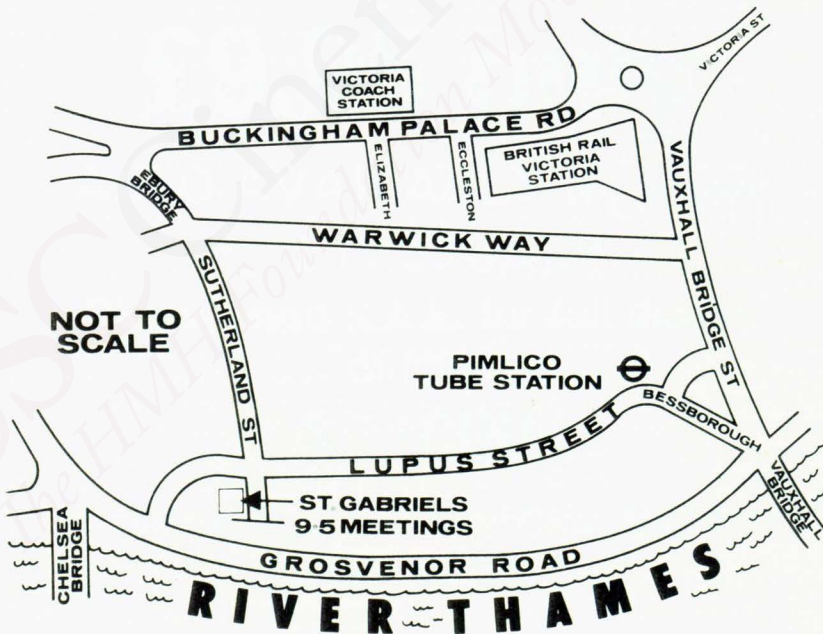 VICTORIA ST
VICTORIA
COACH
STATION
BUCKINGHAM PALACE RD
ELIZABETH
ECCLESTON
BRITISH RAIL
VICTORIA
STATION
VAUXHALL BRIDGE ST
EBURY
BRIDGE
WARWICK WAY
SUTHERLAND ST
NOT TO
SCALE
PIMLICO
TUBE STATION
BESSBOROUGH
LUPUS STREET
VAUXHALL
BRIDGE
ST. GABRIELS
9·5 MEETINGS
CHELSEA
BRIDGE
GROSVENOR ROAD
RIVER THAMES